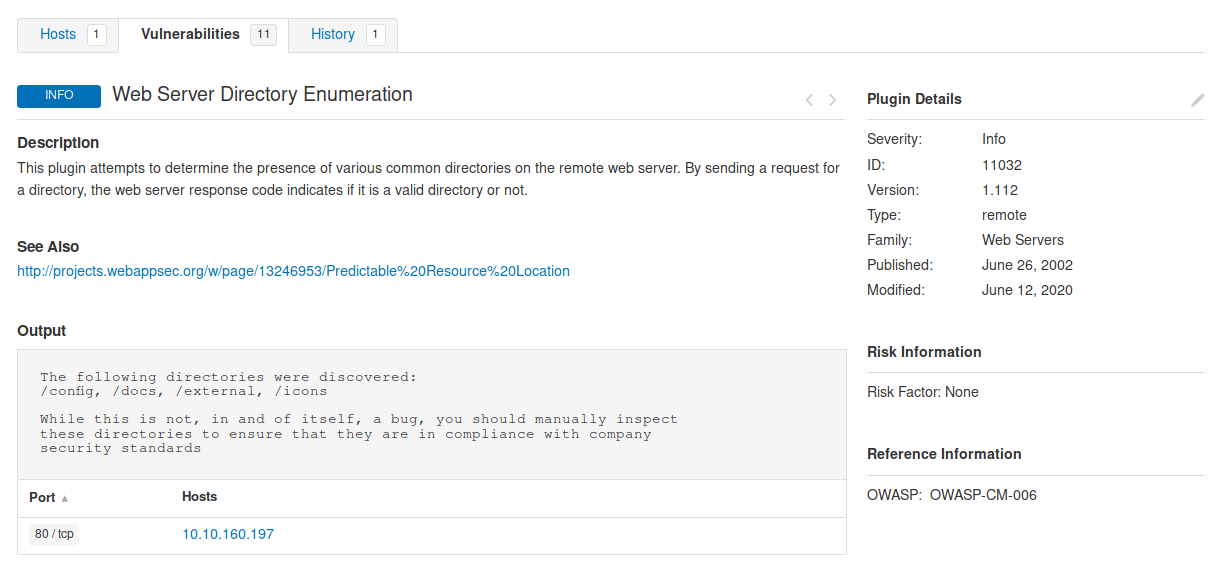 Hosts 1 Vulnerabilities 11 History 1
INFO Web Server Directory Enumeration
Description
This plugin attempts to determine the presence of various common directories on the remote web server. By sending a request for
a directory, the web server response code indicates if it is a valid directory or not.
See Also
http://projects.webappsec.org/w/page/13246953/Predictable%20Resource%20Location
Output
The following directories were discovered:
/config, /docs, /external, /icons
While this is not, in and of itself, a bug, you should manually inspect
these directories to ensure that they are in compliance with company
security standards
Port ▲ Hosts
80 / tcp 10.10.160.197
Plugin Details
Severity: Info
ID: 11032
Version: 1.112
Type: remote
Family: Web Servers
Published: June 26, 2002
Modified: June 12, 2020
Risk Information
Risk Factor: None
Reference Information
OWASP: OWASP-CM-006